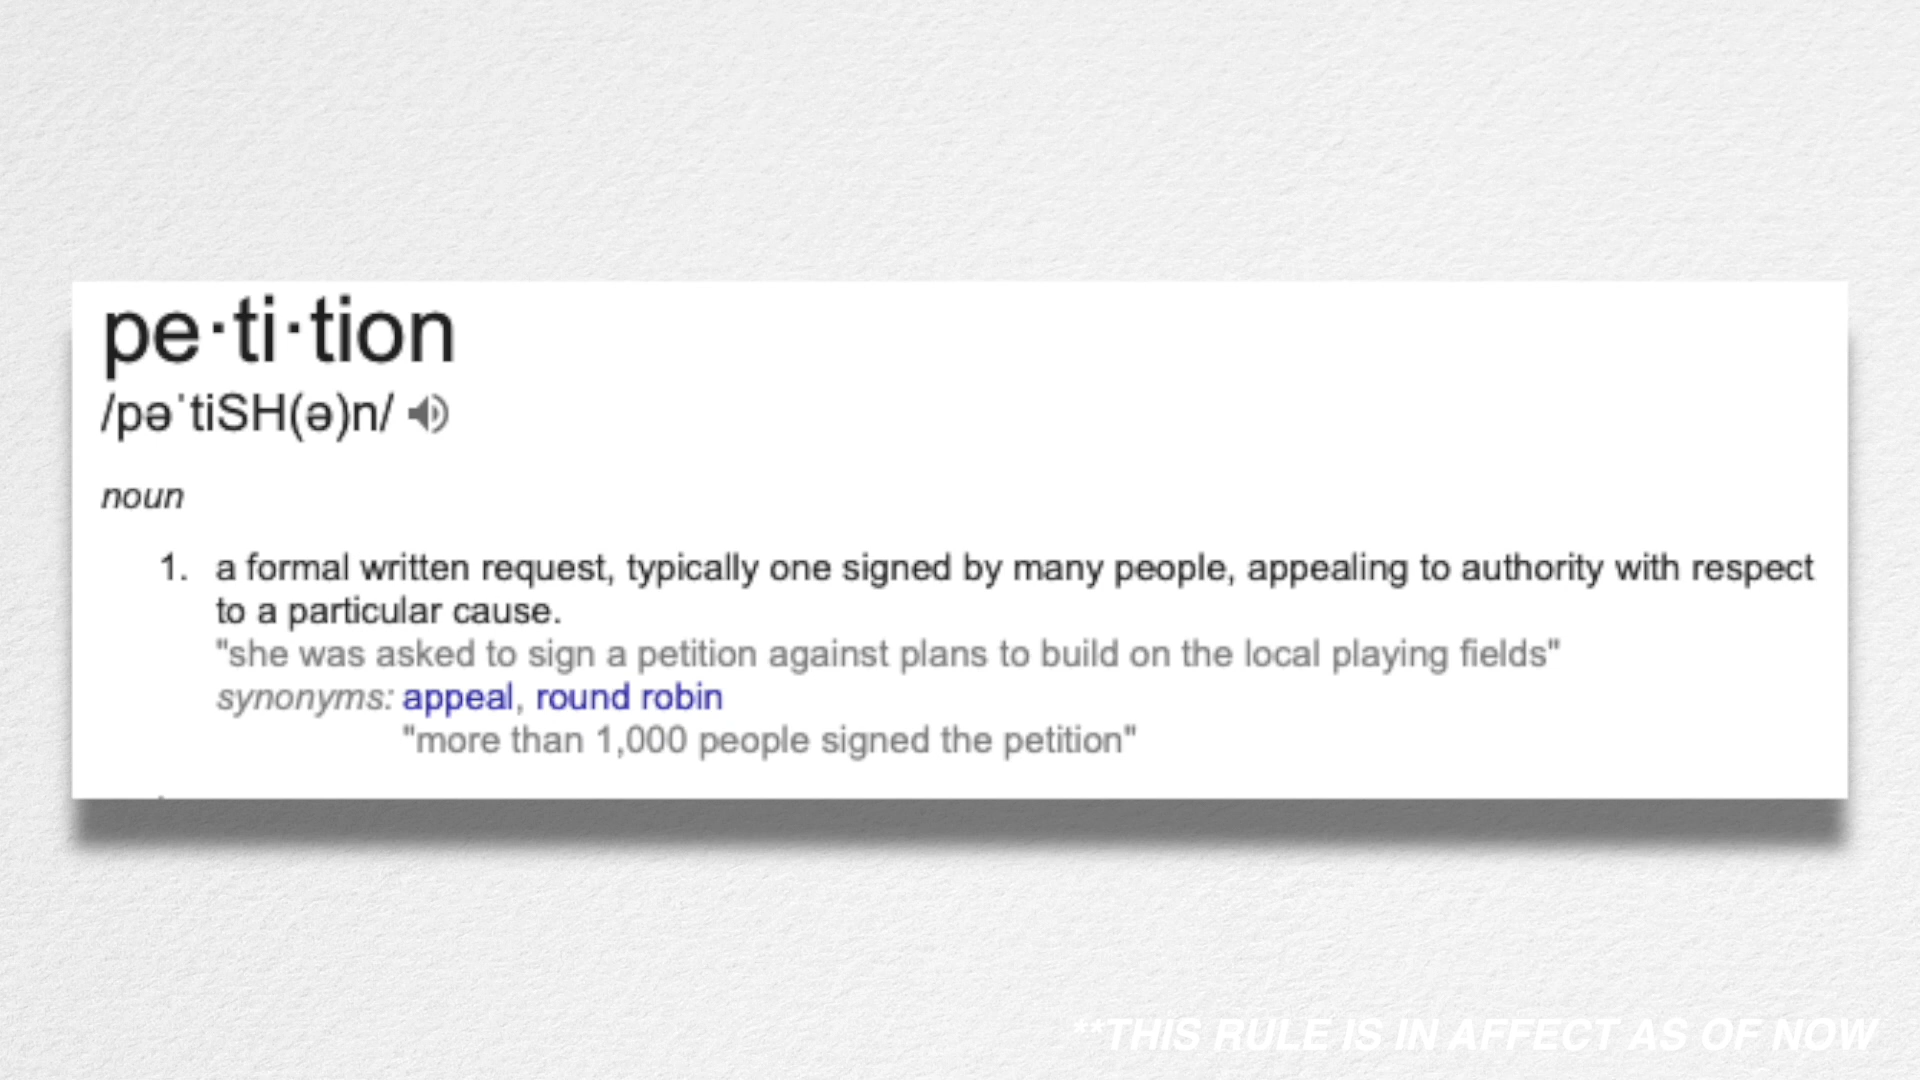 pe·ti·tion
/pəˈtiSH(ə)n/
noun
1. a formal written request, typically one signed by many people, appealing to authority with respect
to a particular cause.
"she was asked to sign a petition against plans to build on the local playing fields"
synonyms: appeal, round robin
"more than 1,000 people signed the petition"
**THIS RULE IS IN AFFECT AS OF NOW